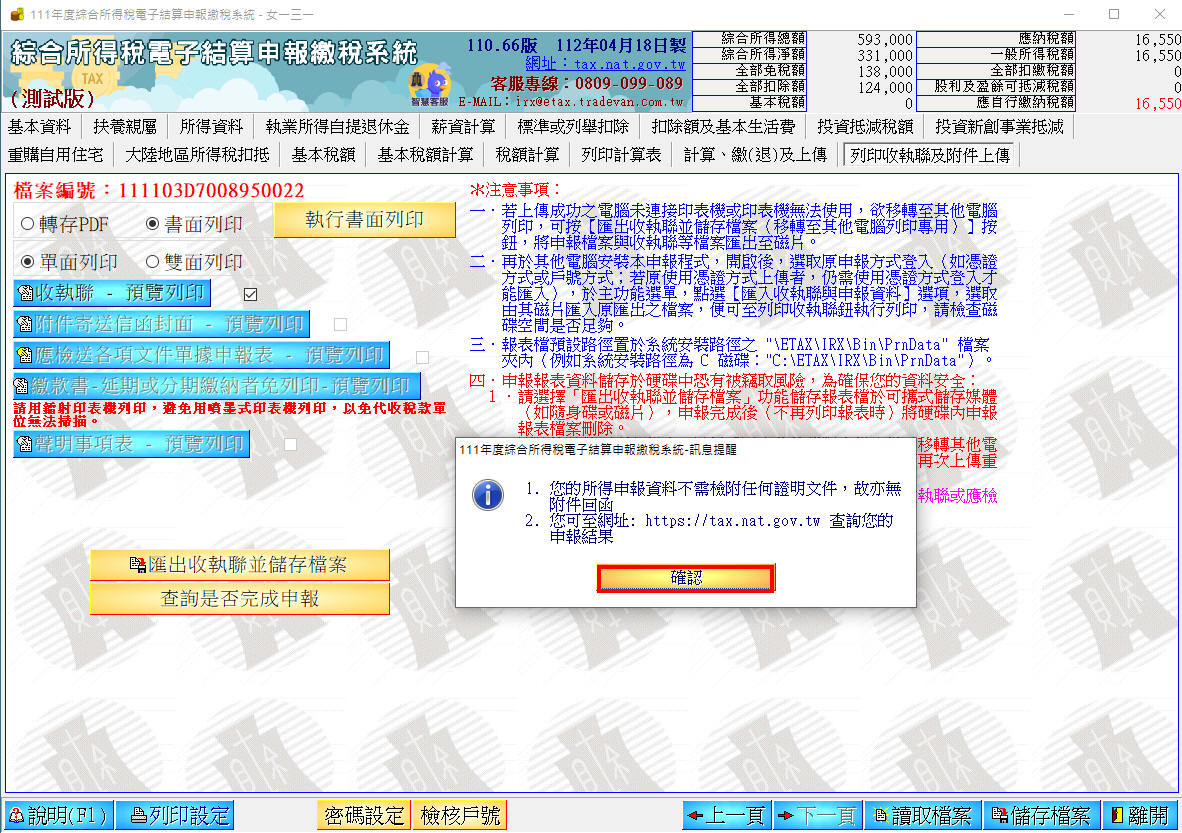 111年度綜合所得稅電子結算申報繳稅系統 - 女一三一
綜合所得稅電子結算申報繳稅系統
(測試版)
TAX
110.66版 112年04月18日製
網址：tax.nat.gov.tw
客服專線：0809-099-089
E-MAIL：irx@etax.tradevan.com.tw
智慧客服
綜合所得總額 593,000 應納稅額 16,550
綜合所得淨額 331,000 一般所得稅額 16,550
全部免稅額 138,000 全部扣繳稅額 0
全部扣除額 124,000 股利及盈餘可抵減稅額 0
基本稅額 0 應自行繳納稅額 16,550
基本資料 扶養親屬 所得資料 執業所得自提退休金 薪資計算 標準或列舉扣除 扣除額及基本生活費 投資抵減稅額 投資新創事業抵減
重購自用住宅 大陸地區所得稅扣抵 基本稅額 基本稅額計算 稅額計算 列印計算表 計算、繳(退)及上傳 列印收執聯及附件上傳
檔案編號：111103D7008950022
轉存PDF 書面列印 執行書面列印
單面列印 雙面列印
收執聯 - 預覽列印
附件寄送信函封面 - 預覽列印
應檢送各項文件單據申報表 - 預覽列印
繳款書-延期或分期繳納者免列印-預覽列印
請用鐳射印表機列印，避免用噴墨式印表機列印，以免代收稅款單
位無法掃描。
聲明事項表 - 預覽列印
匯出收執聯並儲存檔案
查詢是否完成申報
※注意事項：
一．若上傳成功之電腦未連接印表機或印表機無法使用，欲移轉至其他電腦
列印，可按［匯出收執聯並儲存檔案（移轉至其他電腦列印專用）］按
鈕，將申報檔案與收執聯等檔案匯出至磁片。
二．再於其他電腦安裝本申報程式，開啟後，選取原申報方式登入（如憑證
方式或戶號方式；若原使用憑證方式上傳者，仍需使用憑證方式登入才
能匯入），於主功能選單，點選［匯入收執聯與申報資料］選項，選取
由其磁片匯入原匯出之檔案，便可至列印收執聯鈕執行列印，請檢查磁
碟空間是否足夠。
三．報表檔預設路徑置於系統安裝路徑之 "\ETAX\IRX\Bin\PrnData" 檔案
夾內（例如系統安裝路徑為 C 磁碟："C:\ETAX\IRX\Bin\PrnData"）。
四．申報報表資料儲存於硬碟中恐有被竊取風險，為確保您的資料安全：
１．請選擇「匯出收執聯並儲存檔案」功能儲存報表檔於可攜式儲存媒體
（如隨身碟或磁片），申報完成後（不再列印報表時）將硬碟內申報
報表檔案刪除。
移轉其他電
再次上傳重
執聯或應檢
111年度綜合所得稅電子結算申報繳稅系統-訊息提醒
1. 您的所得申報資料不需檢附任何證明文件，故亦無
附件回函
2. 您可至網址: https://tax.nat.gov.tw 查詢您的
申報結果
確認
說明(F1) 列印設定 密碼設定 檢核戶號 上一頁 下一頁 讀取檔案 儲存檔案 離開